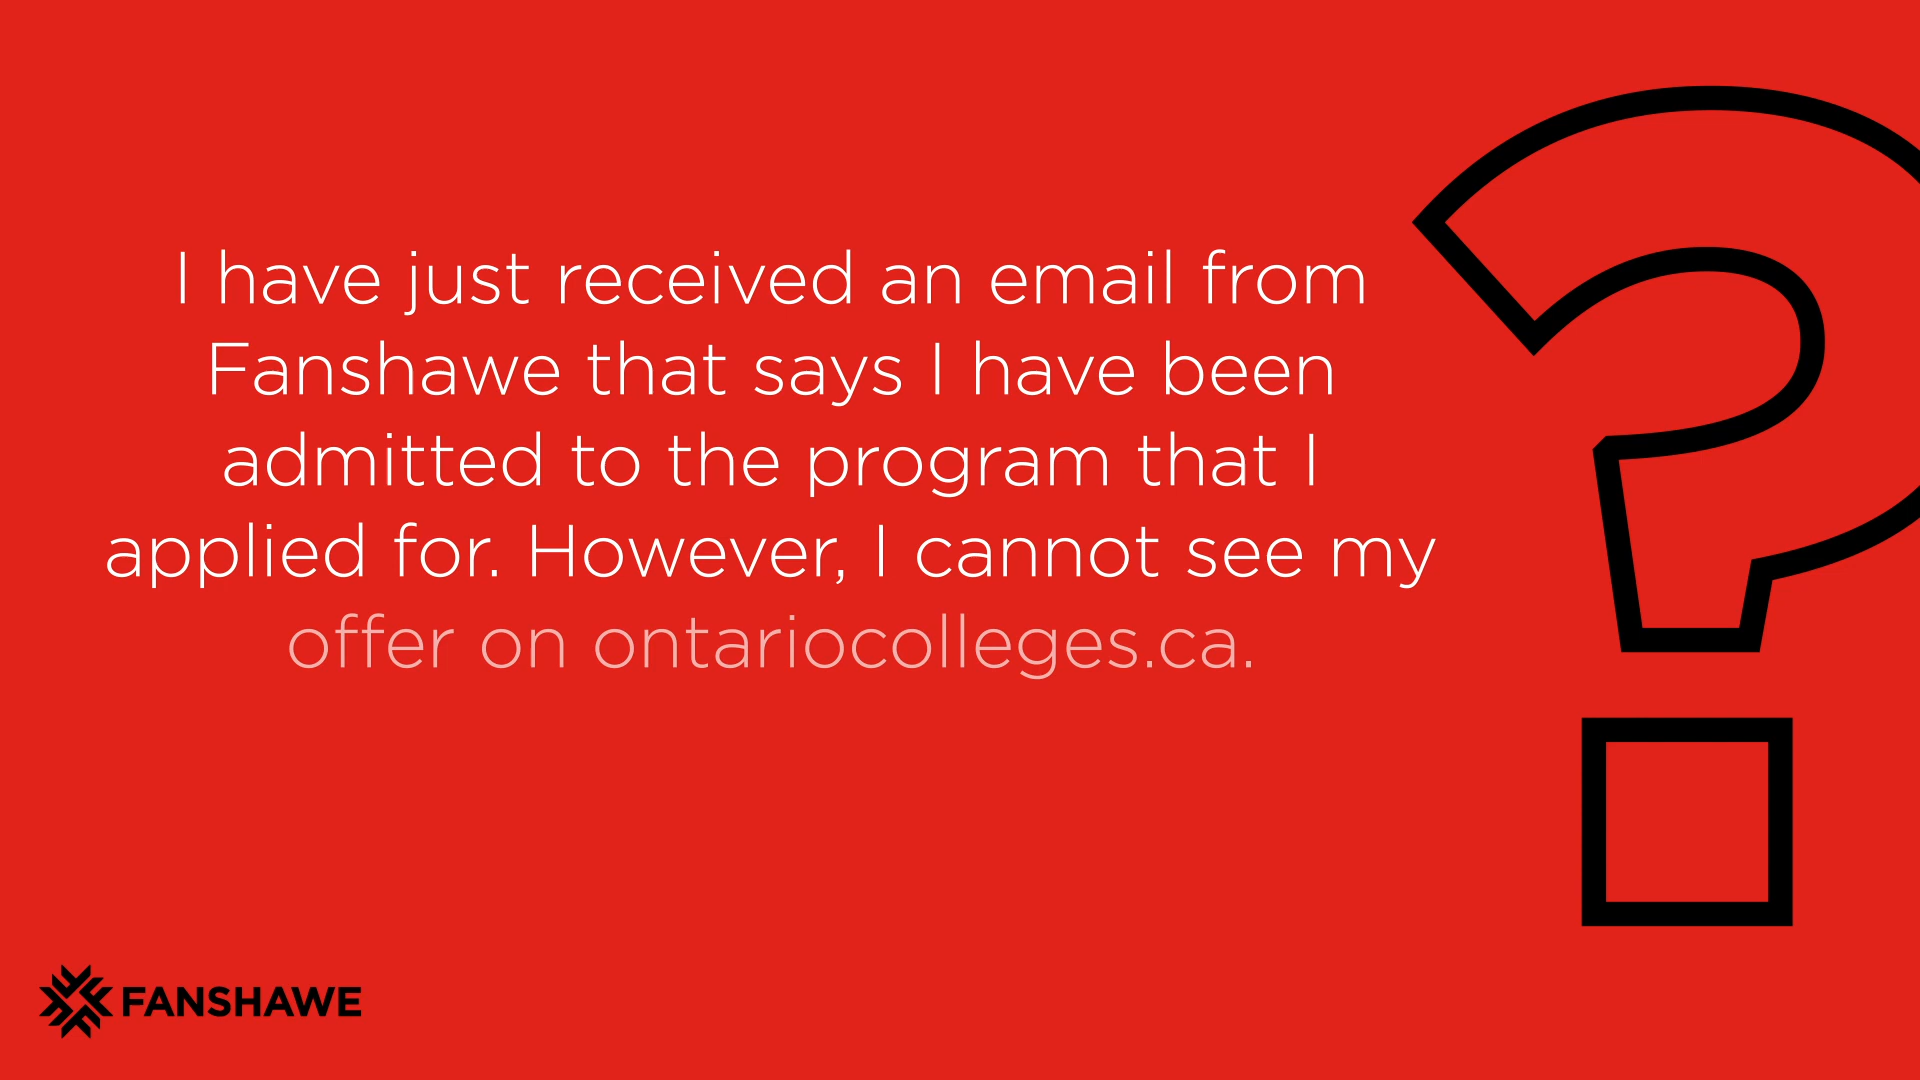 I have just received an email from
Fanshawe that says I have been
admitted to the program that I
applied for. However, I cannot see my
offer on ontariocolleges.ca.
?
FANSHAWE